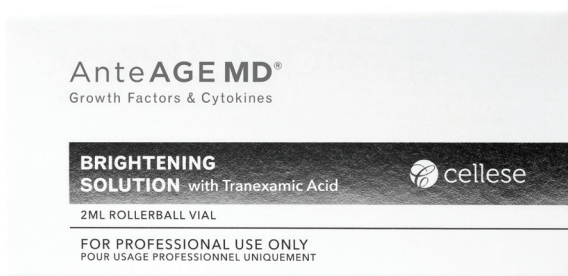 AnteAGE MD®
Growth Factors & Cytokines
BRIGHTENING
SOLUTION with Tranexamic Acid
cellese
2ML ROLLERBALL VIAL
FOR PROFESSIONAL USE ONLY
POUR USAGE PROFESSIONNEL UNIQUEMENT